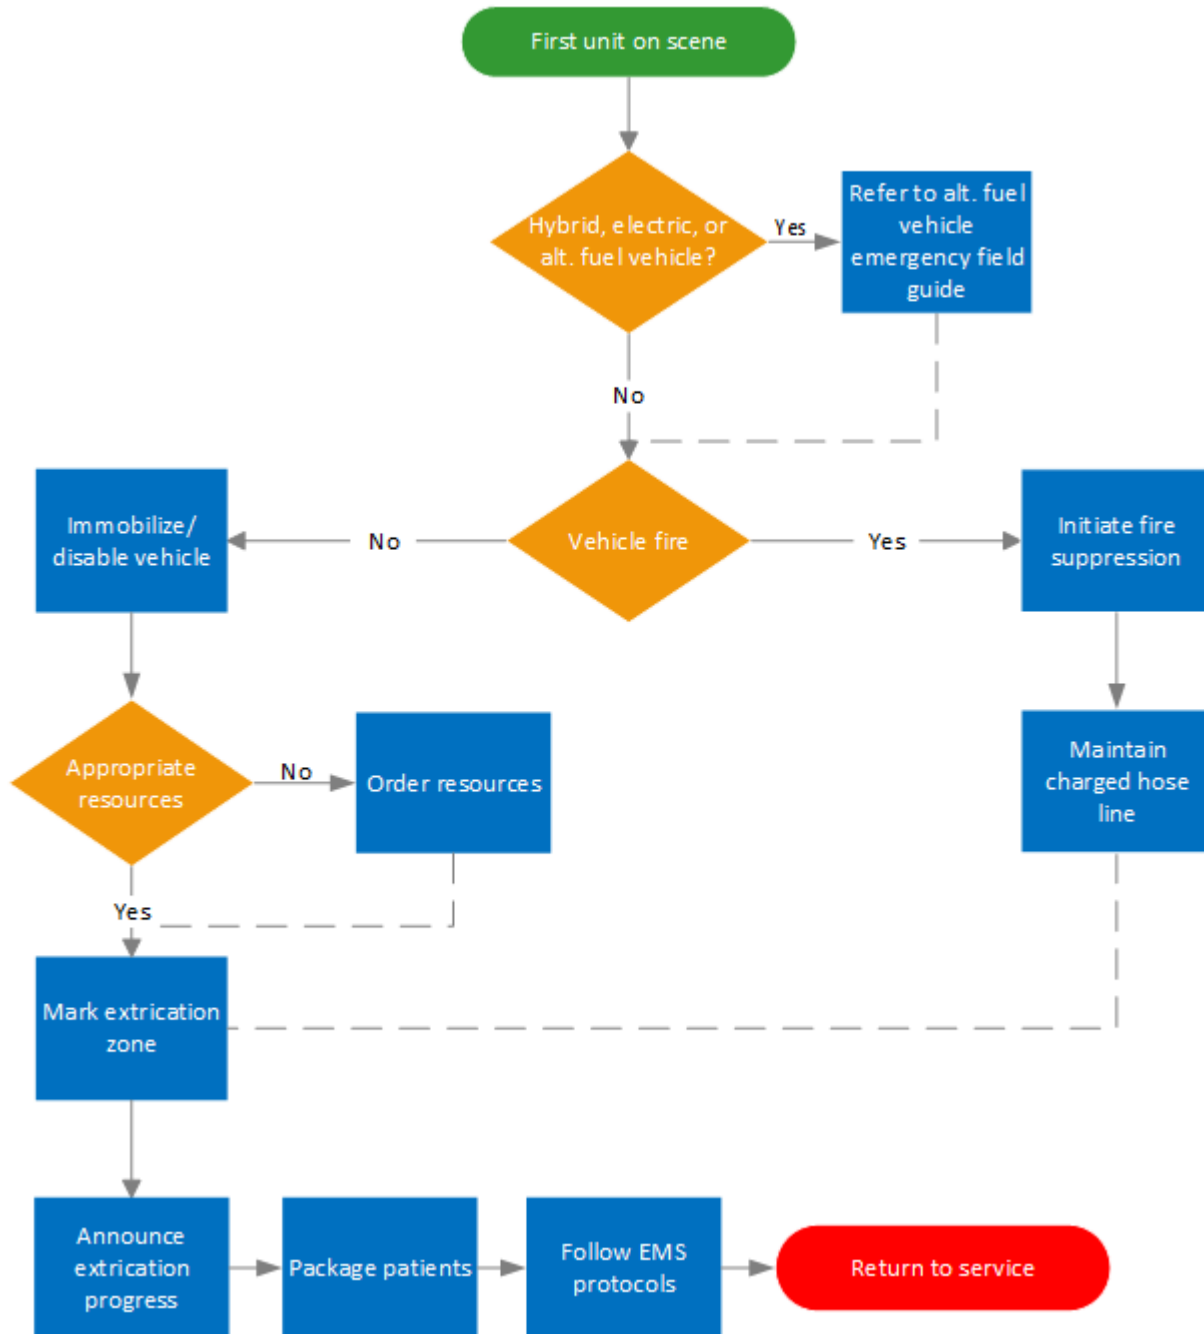 First unit on scene
Hybrid, electric, or
alt. fuel vehicle?
Yes
Refer to alt. fuel
vehicle
emergency field
guide
No
Immobilize/
disable vehicle
No
Vehicle fire
Yes
Initiate fire
suppression
Appropriate
resources
No
Order resources
Maintain
charged hose
line
Yes
Mark extrication
zone
Announce
extrication
progress
Package patients
Follow EMS
protocols
Return to service